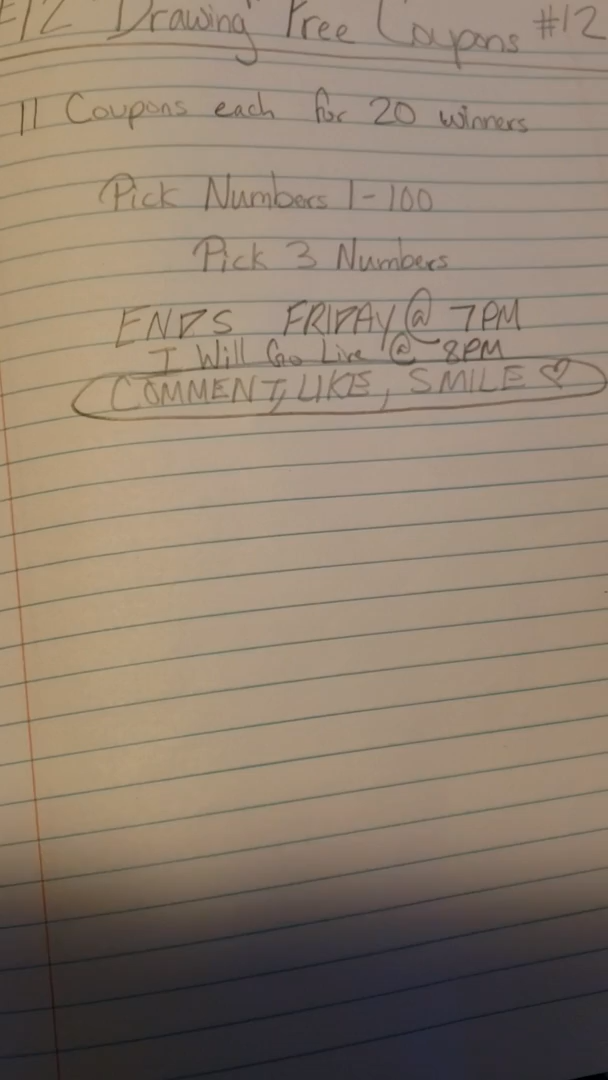 Drawing Free Coupons #12
11 Coupons each for 20 winners
Pick Numbers 1-100
Pick 3 Numbers
ENDS FRIDAY @ 7PM
I Will Go Live @ 8PM
COMMENT, LIKE, SMILE ♡